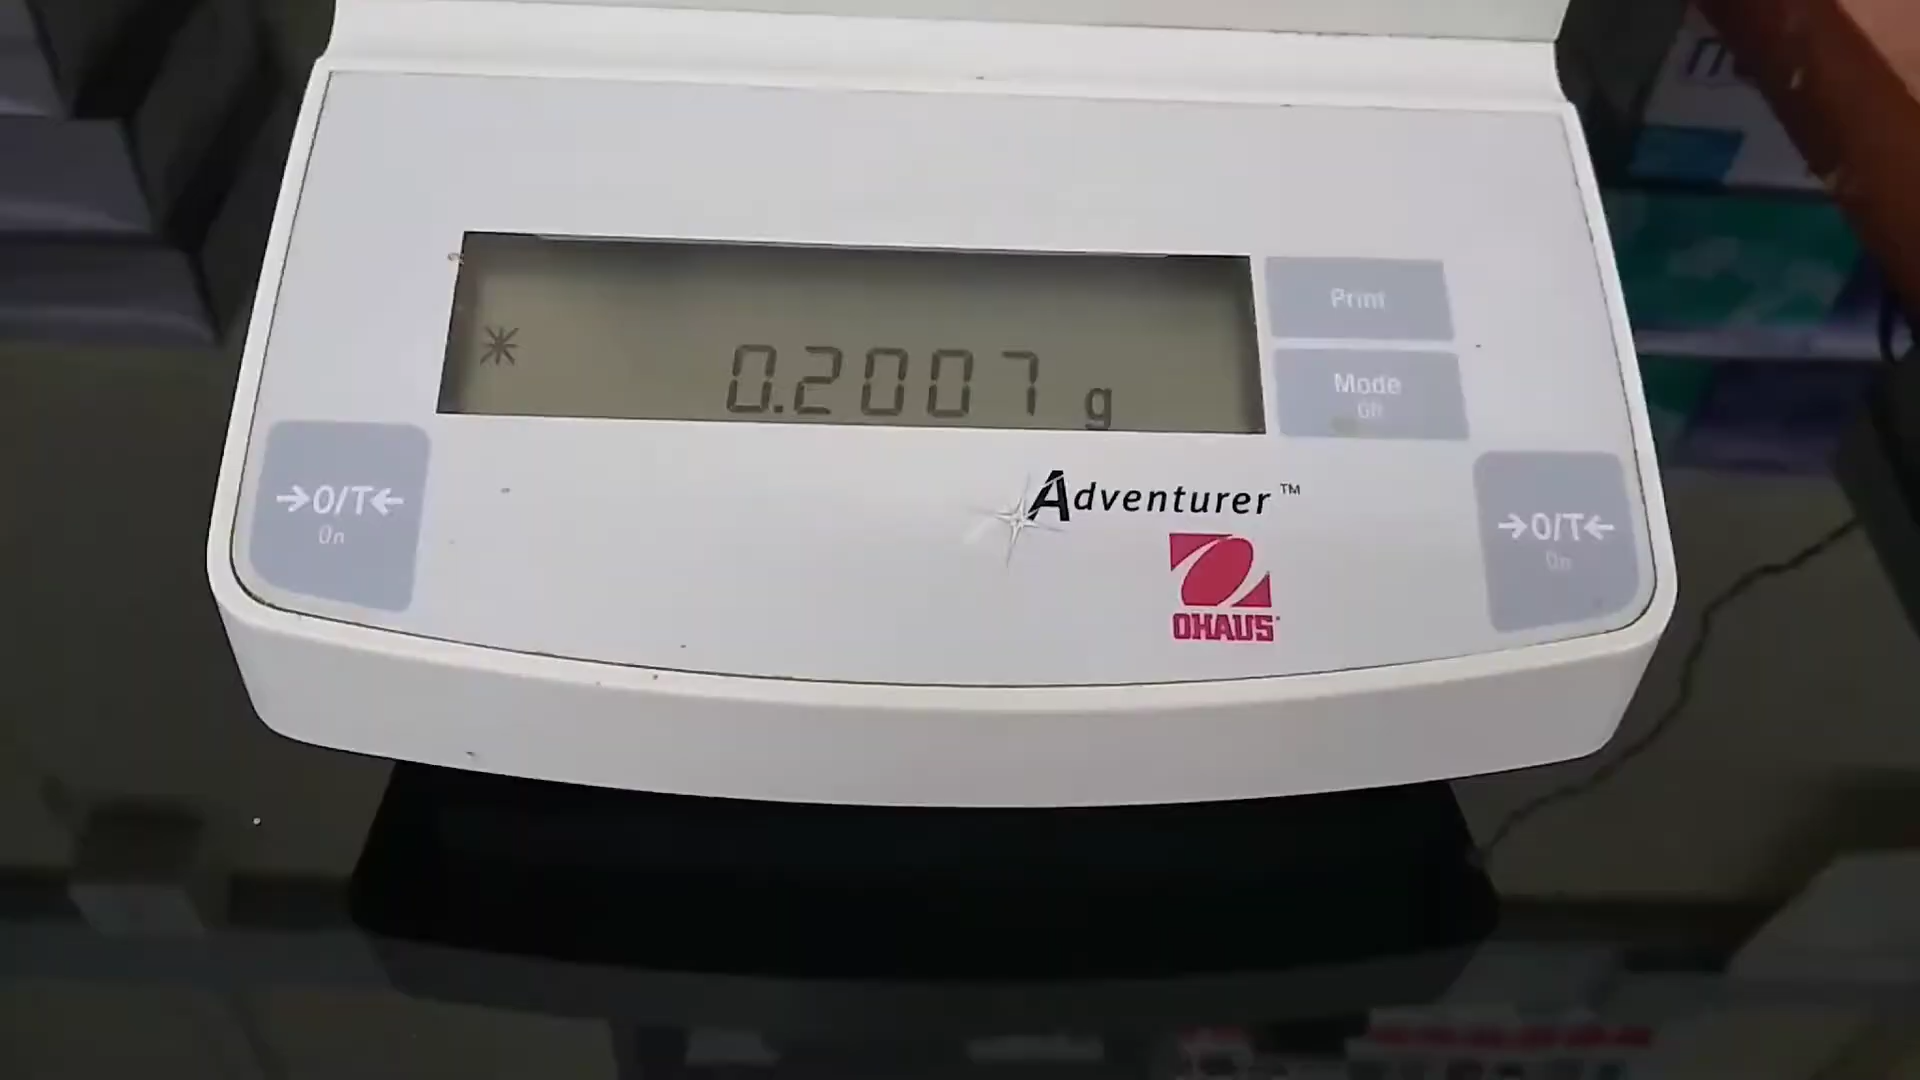 Print
* 0.2007 g
Mode
Off
→0/T←
On
Adventurer™
→0/T←
On
OHAUS